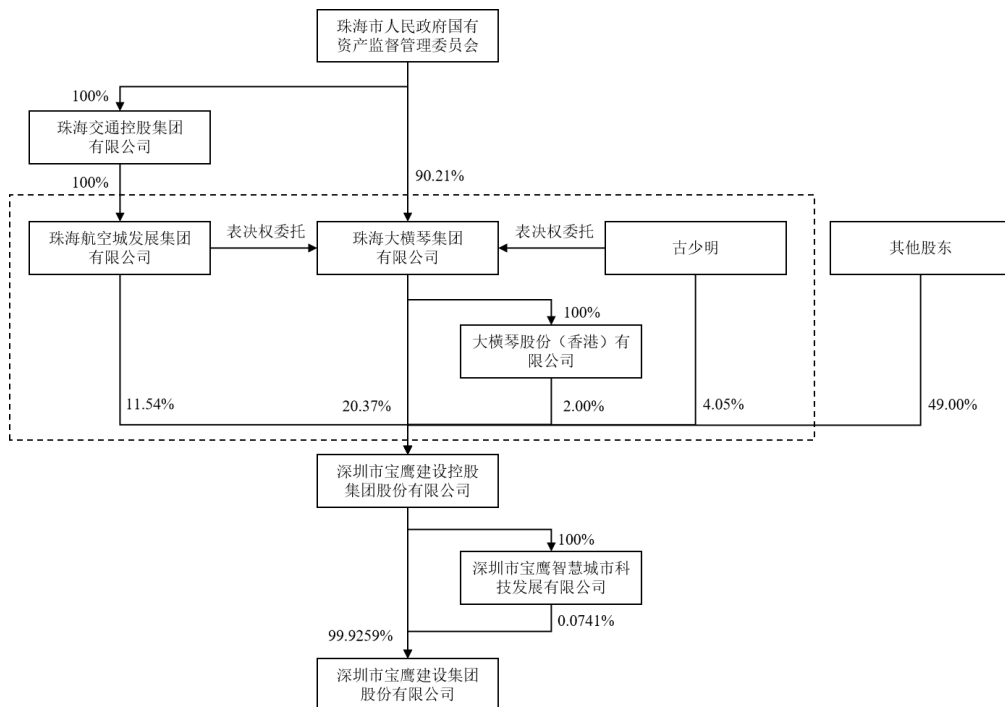 珠海市人民政府国有
资产监督管理委员会
100%
珠海交通控股集团
有限公司
100%
90.21%
珠海航空城发展集团
有限公司
表决权委托
珠海大横琴集团
有限公司
表决权委托
古少明
其他股东
100%
大横琴股份（香港）有
限公司
11.54%
20.37%
2.00%
4.05%
49.00%
深圳市宝鹰建设控股
集团股份有限公司
100%
深圳市宝鹰智慧城市科
技发展有限公司
0.0741%
99.9259%
深圳市宝鹰建设集团
股份有限公司